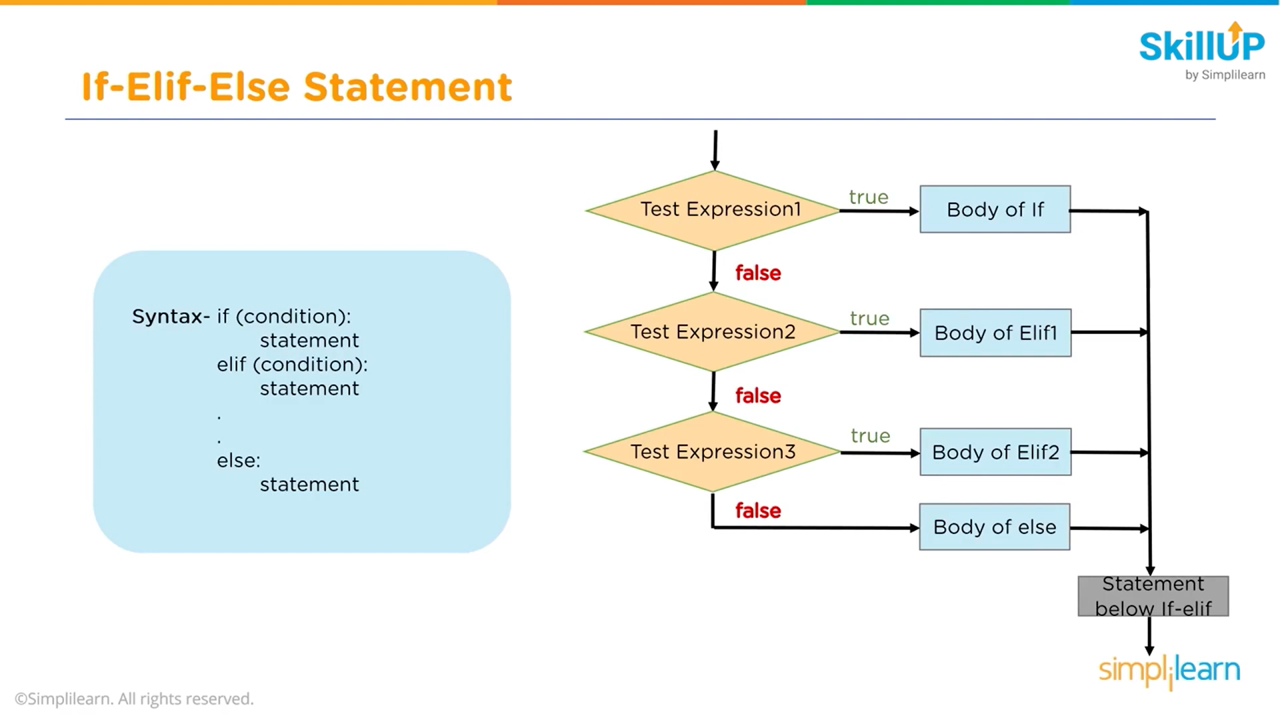 SkillUP
by Simplilearn
If-Elif-Else Statement
Syntax- if (condition):
statement
elif (condition):
statement
.
.
else:
statement
Test Expression1
true
Body of If
false
Test Expression2
true
Body of Elif1
false
Test Expression3
true
Body of Elif2
false
Body of else
Statement
below If-elif
simplilearn
©Simplilearn. All rights reserved.